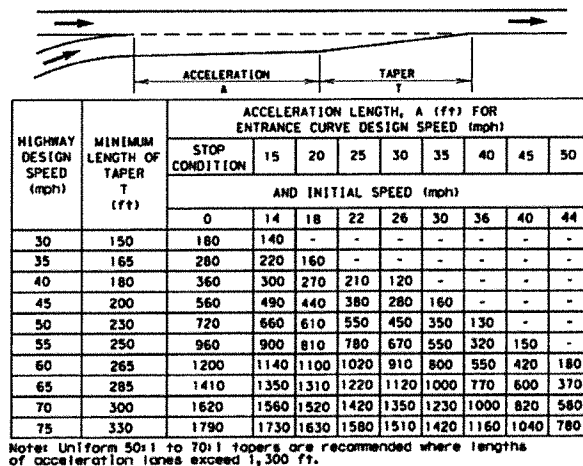 ACCELERATION
A
TAPER
T
HIGHWAY DESIGN SPEED (mph)
MINIMUM LENGTH OF TAPER T (ft)
ACCELERATION LENGTH, A (ft) FOR
ENTRANCE CURVE DESIGN SPEED (mph)
STOP CONDITION 15 20 25 30 35 40 45 50
AND INITIAL SPEED (mph)
0 14 18 22 26 30 36 40 44
30 150 180 140 - - - - - - -
35 165 280 220 160 - - - - - -
40 180 360 300 270 210 120 - - - -
45 200 560 490 440 380 280 160 - - -
50 230 720 660 610 550 450 350 130 - -
55 250 960 900 810 780 670 550 320 150 -
60 265 1200 1140 1100 1020 910 800 550 420 180
65 285 1410 1350 1310 1220 1120 1000 770 600 370
70 300 1620 1560 1520 1420 1350 1230 1000 820 580
75 330 1790 1730 1630 1580 1510 1420 1160 1040 780
Note: Uniform 50:1 to 70:1 tapers are recommended where lengths
of acceleration lanes exceed 1,300 ft.